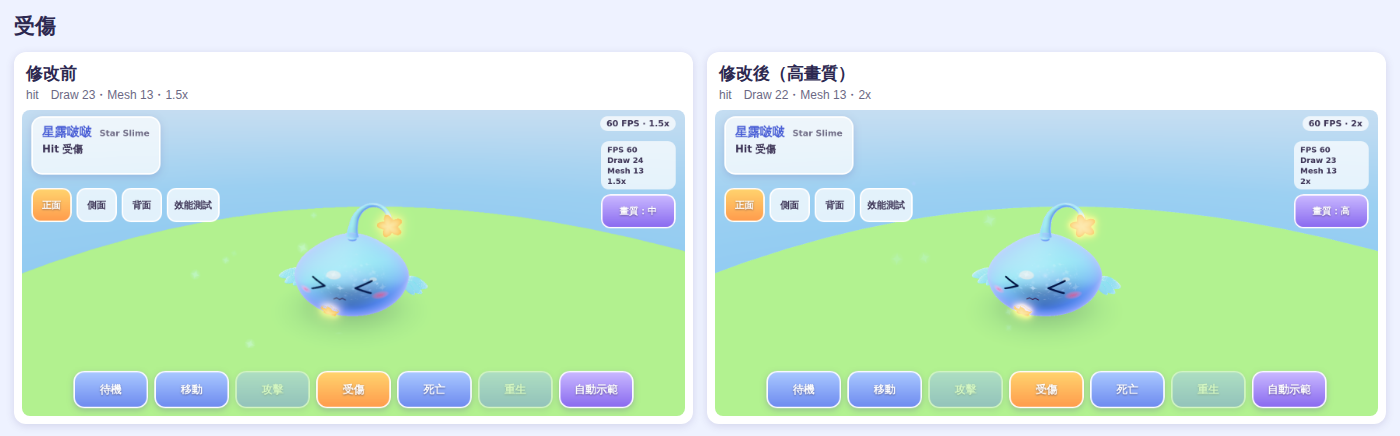 受傷
修改前
hit Draw 23・Mesh 13・1.5x
星露啵啵 Star Slime
Hit 受傷
60 FPS · 1.5x
FPS 60
Draw 24
Mesh 13
1.5x
正面 側面 背面 效能測試
畫質：中
待機 移動 攻擊 受傷 死亡 重生 自動示範
修改後（高畫質）
hit Draw 22・Mesh 13・2x
星露啵啵 Star Slime
Hit 受傷
60 FPS · 2x
FPS 60
Draw 23
Mesh 13
2x
正面 側面 背面 效能測試
畫質：高
待機 移動 攻擊 受傷 死亡 重生 自動示範